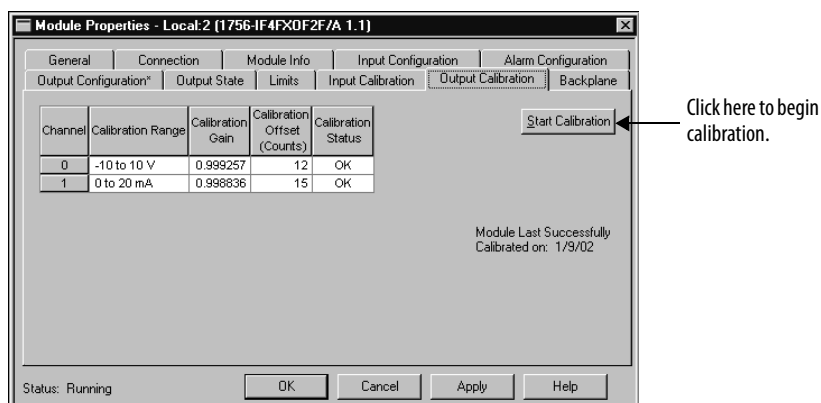 Module Properties - Local:2 (1756-IF4FXOF2F/A 1.1)
General Connection Module Info Input Configuration Alarm Configuration
Output Configuration* Output State Limits Input Calibration Output Calibration Backplane
Channel Calibration Range Calibration Gain Calibration Offset (Counts) Calibration Status
0 -10 to 10 V 0.999257 12 OK
1 0 to 20 mA 0.998836 15 OK
Start Calibration
Click here to begin
calibration.
Module Last Successfully
Calibrated on: 1/9/02
Status: Running
OK Cancel Apply Help